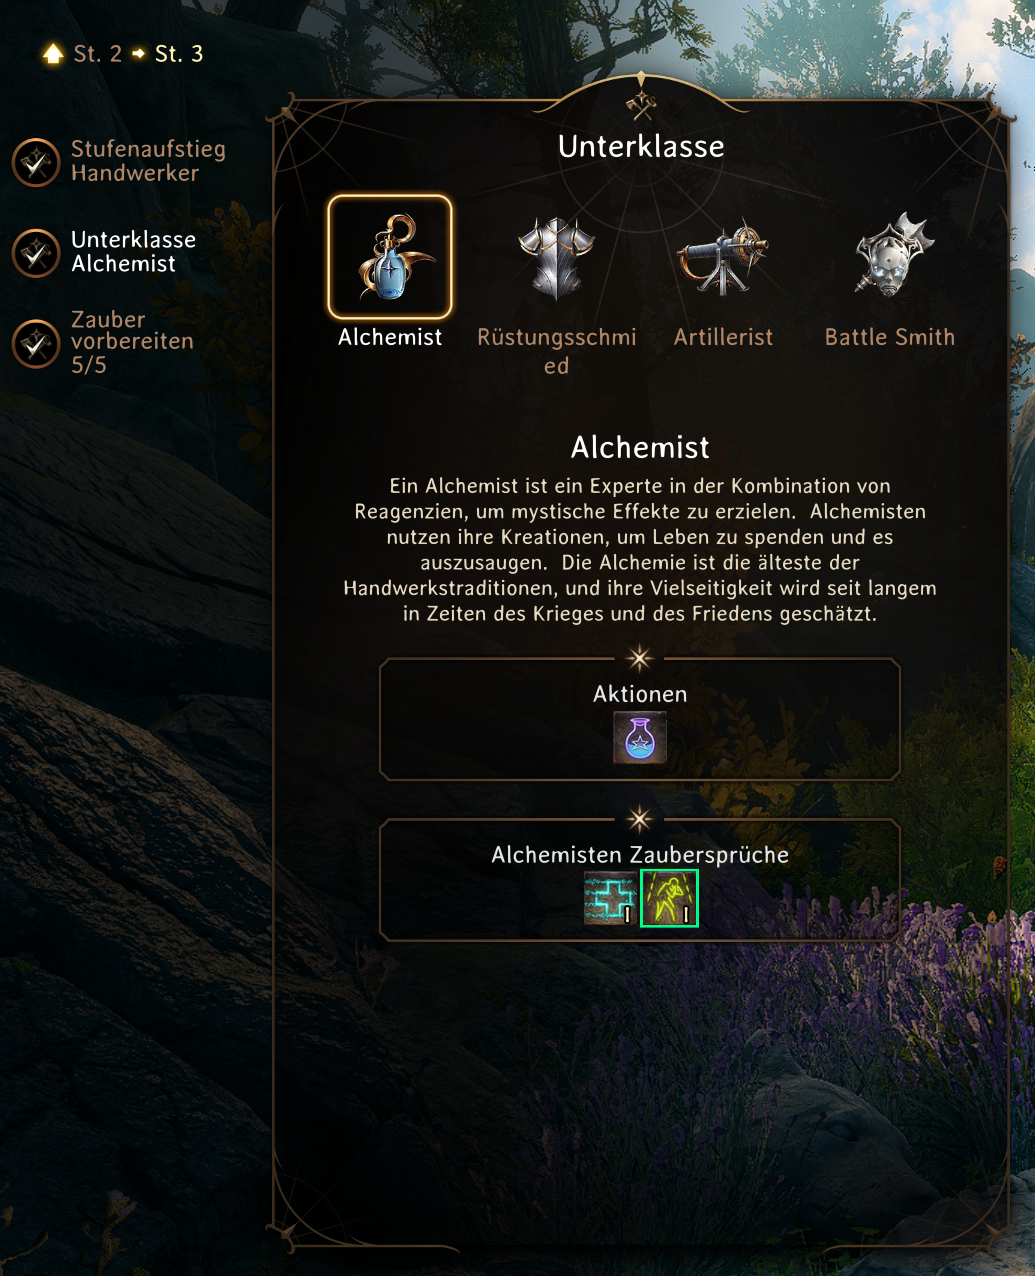 St. 2 St. 3
Stufenaufstieg
Handwerker
Unterklasse
Alchemist
Zauber
vorbereiten
5/5
Unterklasse
Alchemist
Rüstungsschmi
ed
Artillerist
Battle Smith
Alchemist
Ein Alchemist ist ein Experte in der Kombination von
Reagenzien, um mystische Effekte zu erzielen. Alchemisten
nutzen ihre Kreationen, um Leben zu spenden und es
auszusaugen. Die Alchemie ist die älteste der
Handwerkstraditionen, und ihre Vielseitigkeit wird seit langem
in Zeiten des Krieges und des Friedens geschätzt.
Aktionen
Alchemisten Zaubersprüche
I I